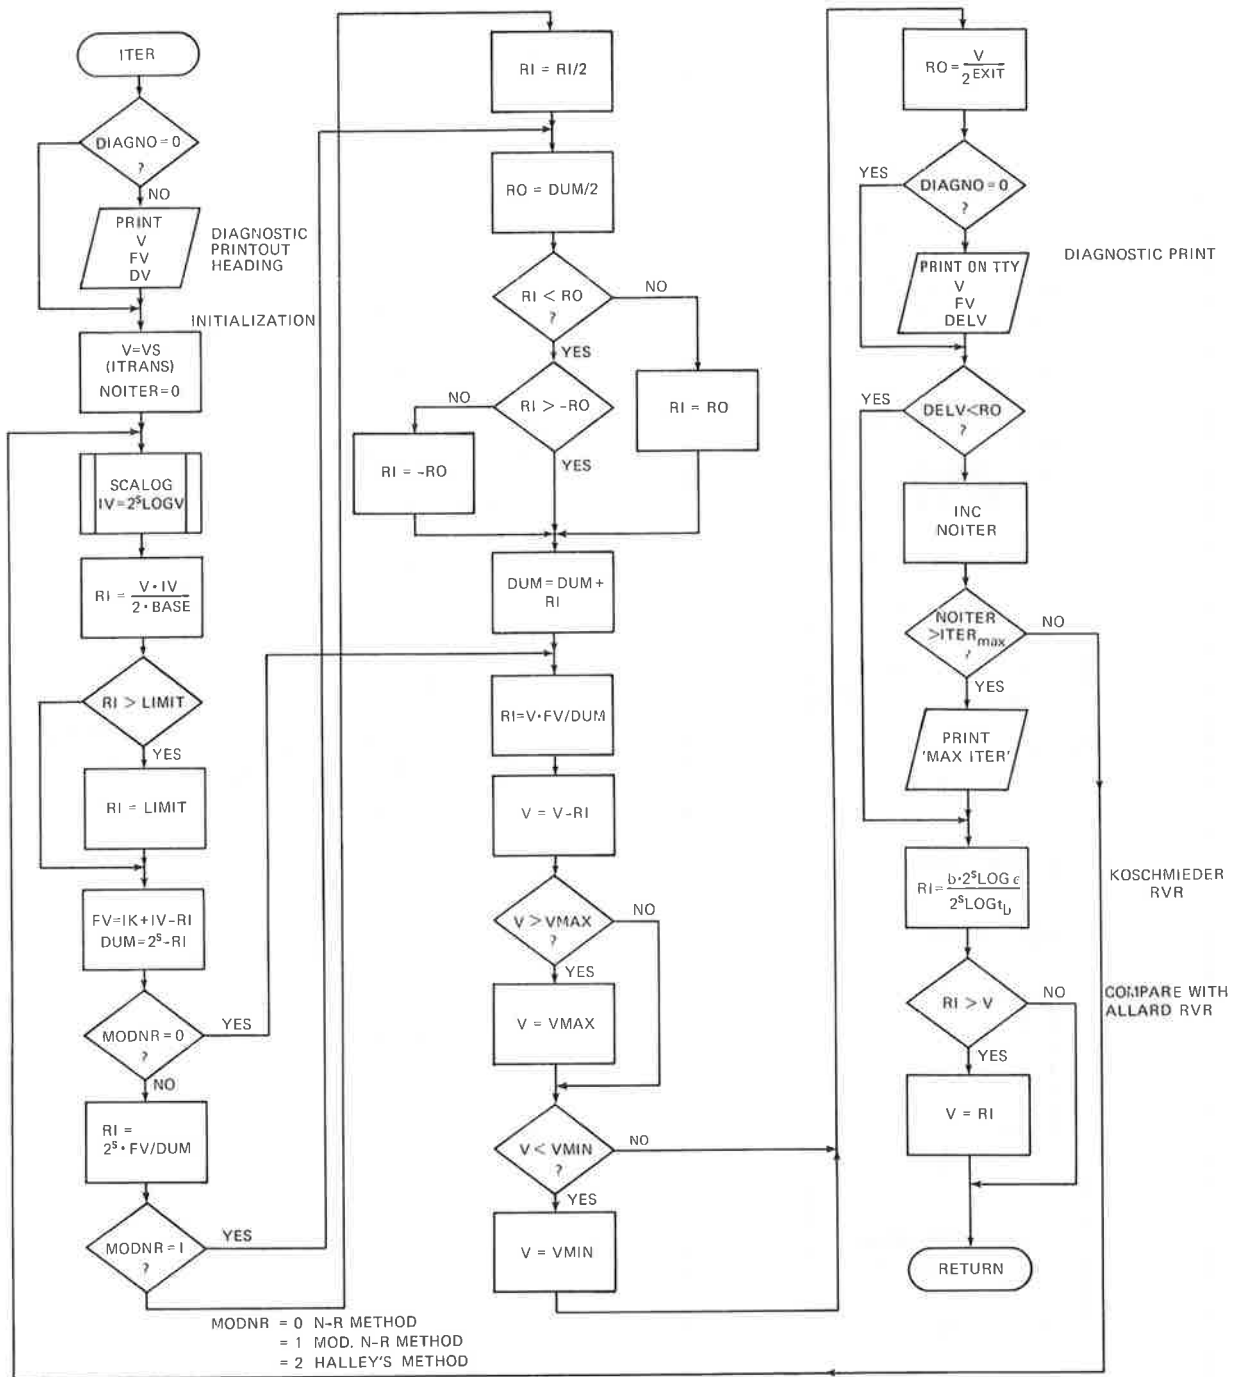 ITER
DIAGNO=0
?
NO
PRINT
V
FV
DV
DIAGNOSTIC
PRINTOUT
HEADING
INITIALIZATION
V=VS
(ITRANS)
NOITER=0
SCALOG
IV=2^S LOGV
RI = V·IV / 2·BASE
RI > LIMIT
YES
RI = LIMIT
FV=IK+IV-RI
DUM=2^S-RI
MODNR=0
?
YES
NO
RI =
2^S·FV/DUM
MODNR=1
?
YES
MODNR = 0 N-R METHOD
= 1 MOD. N-R METHOD
= 2 HALLEY'S METHOD
RI = RI/2
RO = DUM/2
RI < RO
?
NO
YES
RI > -RO
NO
YES
RI = RO
RI = -RO
DUM=DUM+
RI
RI=V·FV/DUM
V = V-RI
V > VMAX
?
NO
YES
V = VMAX
V < VMIN
?
NO
YES
V = VMIN
RO = V / 2^EXIT
DIAGNO=0
?
YES
PRINT ON TTY
V
FV
DELV
DIAGNOSTIC PRINT
DELV<RO
?
YES
INC
NOITER
NOITER
>ITERmax
?
NO
YES
PRINT
'MAX ITER'
RI = b·2^S LOG ϵ / 2^S LOG t_b
KOSCHMIEDER
RVR
RI > V
NO
YES
COMPARE WITH
ALLARD RVR
V = RI
RETURN